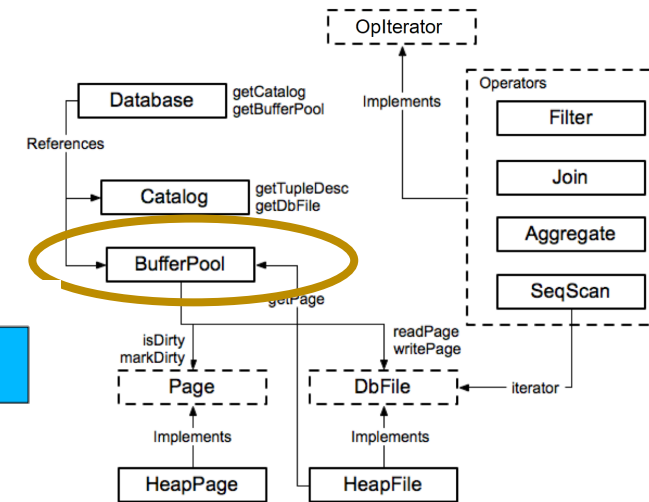 OpIterator
Operators
Implements
Filter
Join
Aggregate
SeqScan
Database
getCatalog
getBufferPool
References
Catalog
getTupleDesc
getDbFile
BufferPool
getPage
isDirty
markDirty
readPage
writePage
Page
DbFile
iterator
Implements
Implements
HeapPage
HeapFile